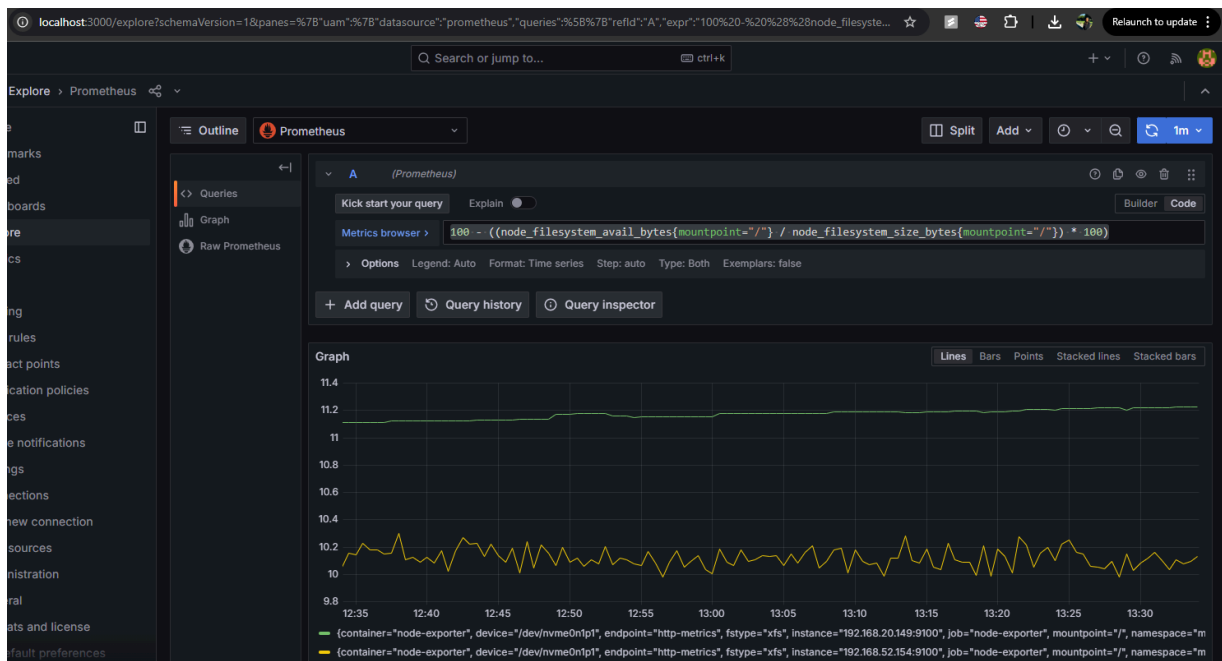 localhost:3000/explore?schemaVersion=1&panes=%7B"uam":%7B"datasource":"prometheus","queries":%5B%7B"refId":"A","expr":"100%20-%20%28%28node_filesyste...
Relaunch to update
Search or jump to...
ctrl+k
Explore › Prometheus
Outline
Prometheus
Split
Add
1m
marks
ed
boards
ore
cs
ng
rules
act points
ication policies
ces
e notifications
ngs
ections
new connection
sources
nistration
ral
ats and license
efault preferences
Queries
Graph
Raw Prometheus
A (Prometheus)
Kick start your query
Explain
Builder
Code
Metrics browser >
100 - ((node_filesystem_avail_bytes{mountpoint="/"} / node_filesystem_size_bytes{mountpoint="/"}) * 100)
Options Legend: Auto Format: Time series Step: auto Type: Both Exemplars: false
+ Add query
Query history
Query inspector
Graph
Lines Bars Points Stacked lines Stacked bars
11.4
11.2
11
10.8
10.6
10.4
10.2
10
9.8
12:35 12:40 12:45 12:50 12:55 13:00 13:05 13:10 13:15 13:20 13:25 13:30
{container="node-exporter", device="/dev/nvme0n1p1", endpoint="http-metrics", fstype="xfs", instance="192.168.20.149:9100", job="node-exporter", mountpoint="/", namespace="m
{container="node-exporter", device="/dev/nvme0n1p1", endpoint="http-metrics", fstype="xfs", instance="192.168.52.154:9100", job="node-exporter", mountpoint="/", namespace="m